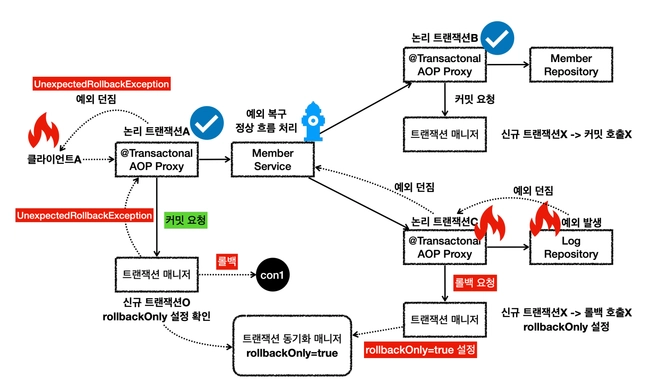 논리 트랜잭션B
@Transactonal
AOP Proxy
Member
Repository
커밋 요청
트랜잭션 매니저
신규 트랜잭션X -> 커밋 호출X
UnexpectedRollbackException
예외 던짐
논리 트랜잭션A
클라이언트A
@Transactonal
AOP Proxy
예외 복구
정상 흐름 처리
Member
Service
예외 던짐
예외 던짐
논리 트랜잭션C
예외 발생
@Transactonal
AOP Proxy
Log
Repository
UnexpectedRollbackException
커밋 요청
롤백 요청
트랜잭션 매니저
롤백
con1
신규 트랜잭션O
rollbackOnly 설정 확인
트랜잭션 매니저
신규 트랜잭션X -> 롤백 호출X
rollbackOnly 설정
트랜잭션 동기화 매니저
rollbackOnly=true
rollbackOnly=true 설정